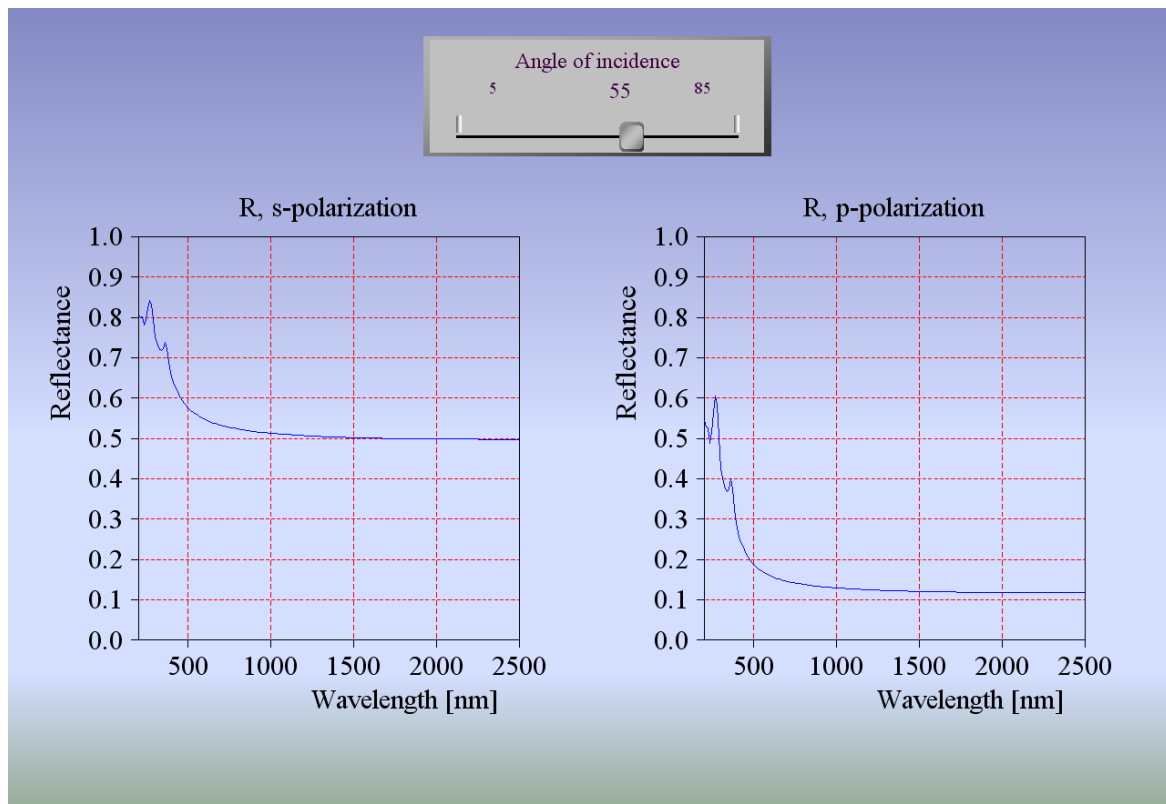 Angle of incidence
5 55 85
R, s-polarization
1.0
0.9
0.8
0.7
0.6
0.5
0.4
0.3
0.2
0.1
0.0
Reflectance
500 1000 1500 2000 2500
Wavelength [nm]
R, p-polarization
1.0
0.9
0.8
0.7
0.6
0.5
0.4
0.3
0.2
0.1
0.0
Reflectance
500 1000 1500 2000 2500
Wavelength [nm]